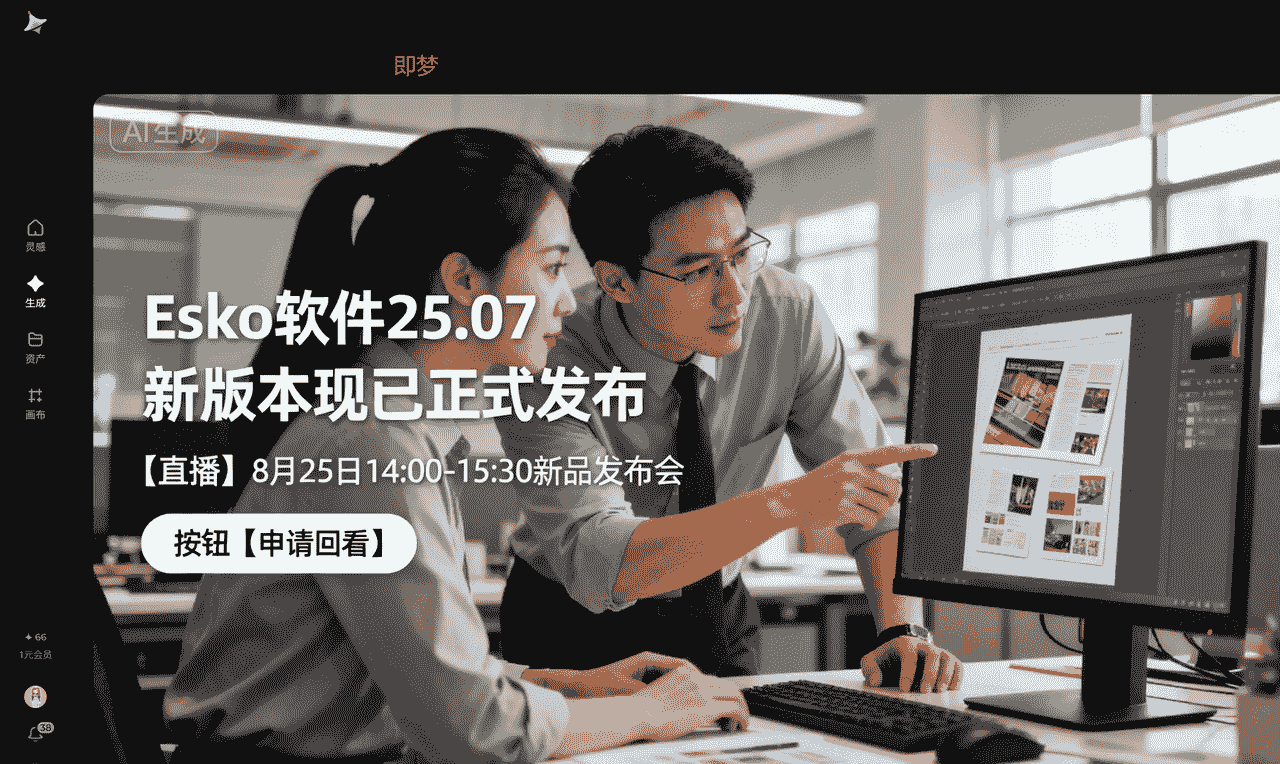 即梦
AI生成
灵感
生成
资产
画布
Esko软件25.07
新版本现已正式发布
【直播】8月25日14:00-15:30新品发布会
按钮【申请回看】
66
1元会员
38